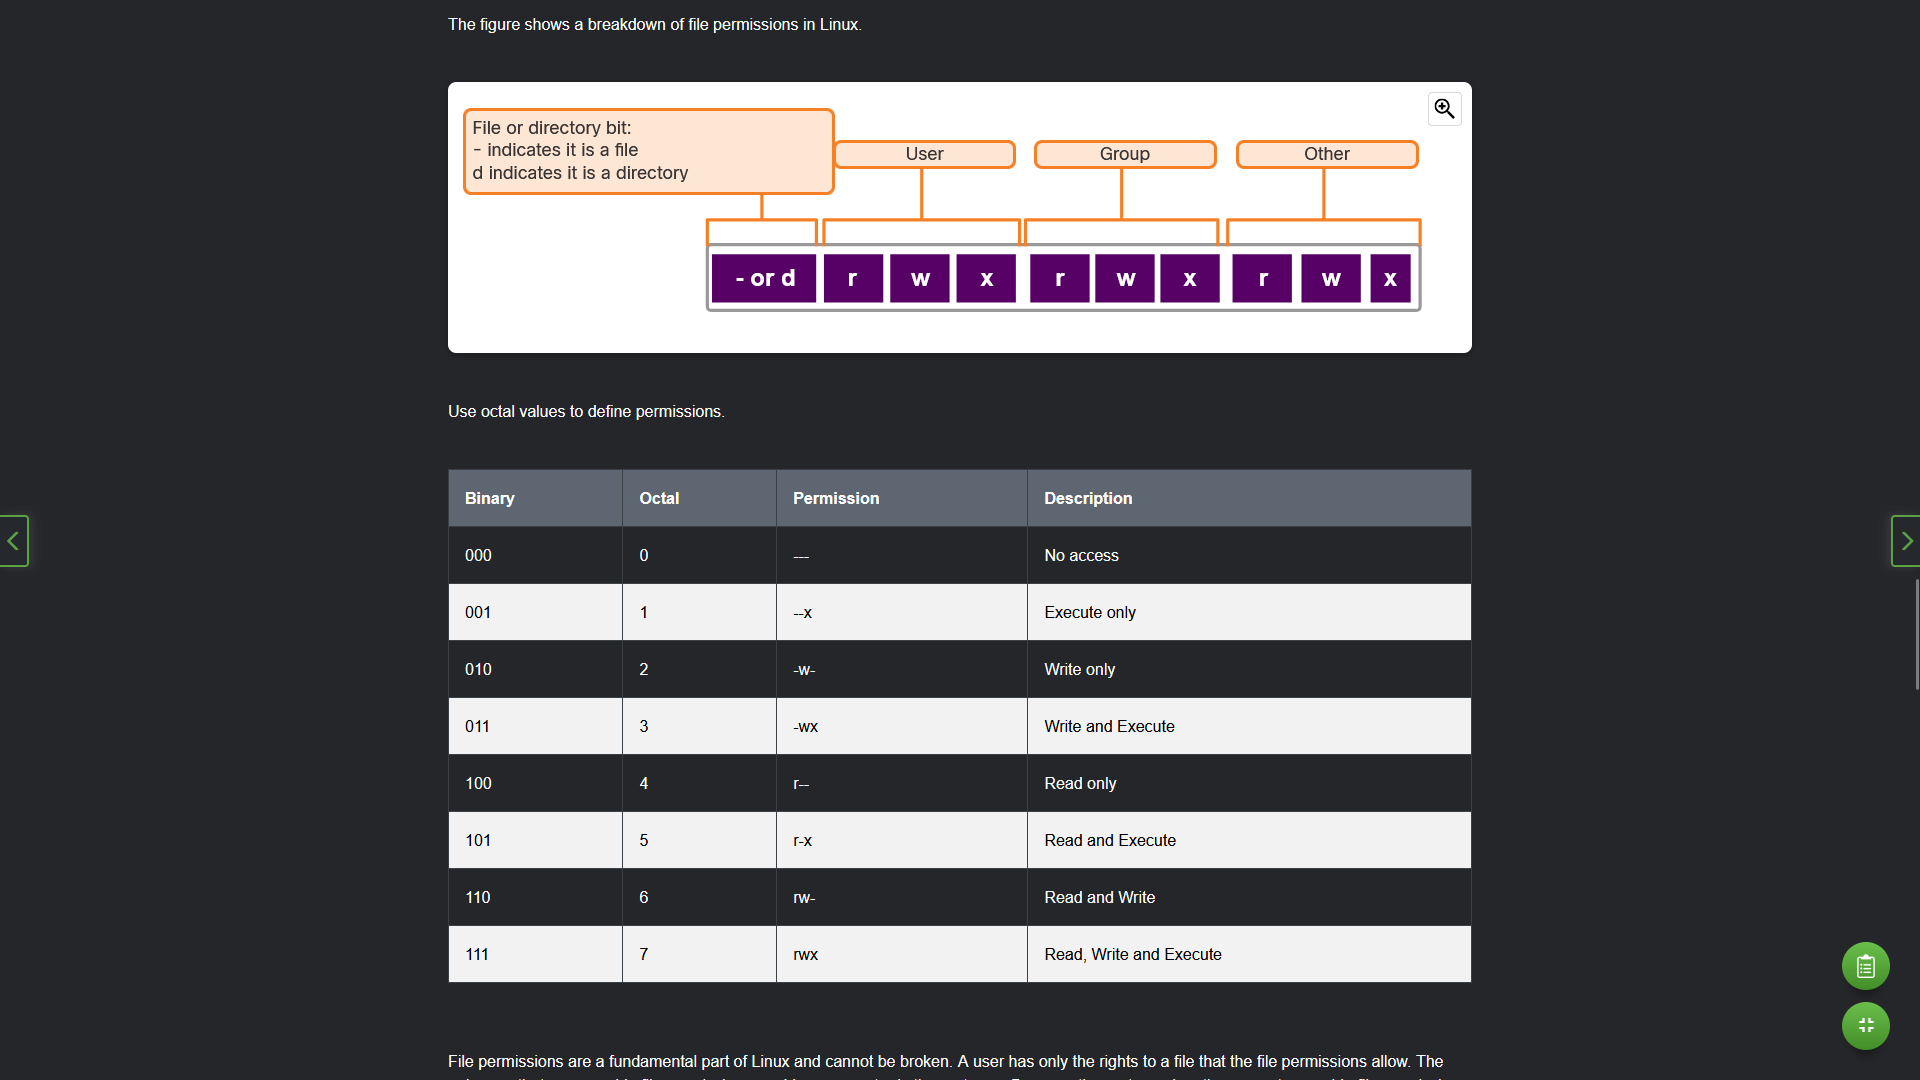 The figure shows a breakdown of file permissions in Linux.
File or directory bit:
- indicates it is a file
d indicates it is a directory
User Group Other
- or d r w x r w x r w x
Use octal values to define permissions.
Binary Octal Permission Description
000 0 --- No access
001 1 --x Execute only
010 2 -w- Write only
011 3 -wx Write and Execute
100 4 r-- Read only
101 5 r-x Read and Execute
110 6 rw- Read and Write
111 7 rwx Read, Write and Execute
File permissions are a fundamental part of Linux and cannot be broken. A user has only the rights to a file that the file permissions allow. The